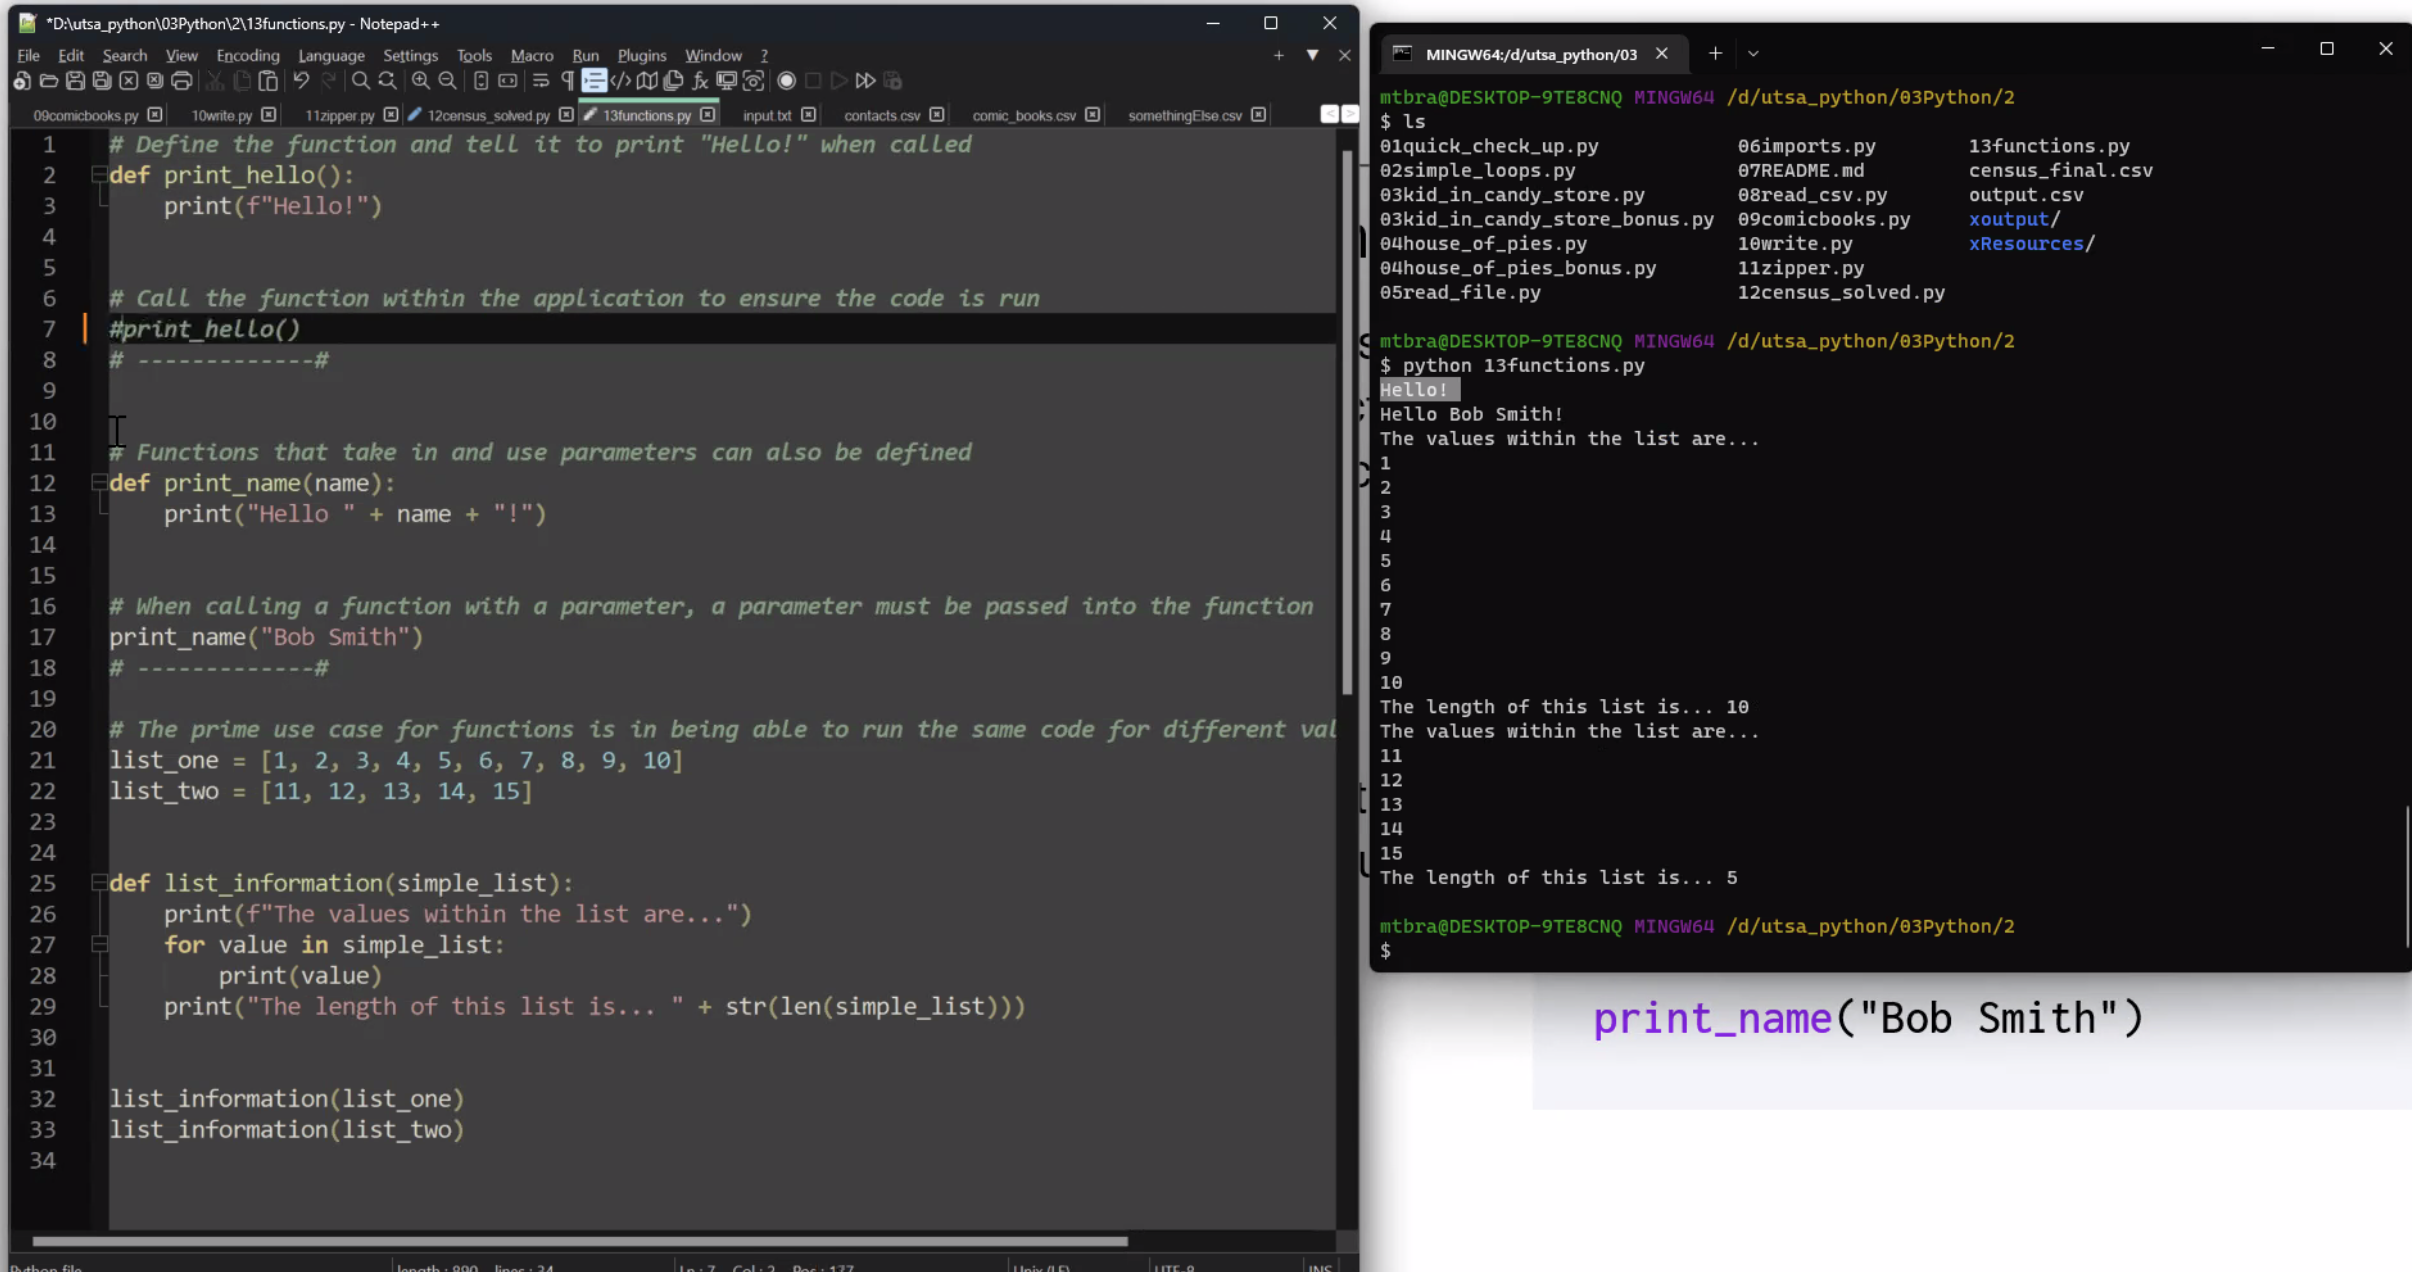 *D:\utsa_python\03Python\2\13functions.py - Notepad++
File Edit Search View Encoding Language Settings Tools Macro Run Plugins Window ?
09comicbooks.py 10write.py 11zipper.py 12census_solved.py 13functions.py input.txt contacts.csv comic_books.csv somethingElse.csv
1 # Define the function and tell it to print "Hello!" when called
2 def print_hello():
3     print(f"Hello!")
4
5
6 # Call the function within the application to ensure the code is run
7 #print_hello()
8 # -------------#
9
10
11 # Functions that take in and use parameters can also be defined
12 def print_name(name):
13     print("Hello " + name + "!")
14
15
16 # When calling a function with a parameter, a parameter must be passed into the function
17 print_name("Bob Smith")
18 # -------------#
19
20 # The prime use case for functions is in being able to run the same code for different val
21 list_one = [1, 2, 3, 4, 5, 6, 7, 8, 9, 10]
22 list_two = [11, 12, 13, 14, 15]
23
24
25 def list_information(simple_list):
26     print(f"The values within the list are...")
27     for value in simple_list:
28         print(value)
29     print("The length of this list is... " + str(len(simple_list)))
30
31
32 list_information(list_one)
33 list_information(list_two)
34
Python file length : 890 lines : 34 Ln : 7 Col : 2 Pos : 177 Unix (LF) UTF-8 INS
MINGW64:/d/utsa_python/03
mtbra@DESKTOP-9TE8CNQ MINGW64 /d/utsa_python/03Python/2
$ ls
01quick_check_up.py 06imports.py 13functions.py
02simple_loops.py 07README.md census_final.csv
03kid_in_candy_store.py 08read_csv.py output.csv
03kid_in_candy_store_bonus.py 09comicbooks.py xoutput/
04house_of_pies.py 10write.py xResources/
04house_of_pies_bonus.py 11zipper.py
05read_file.py 12census_solved.py
mtbra@DESKTOP-9TE8CNQ MINGW64 /d/utsa_python/03Python/2
$ python 13functions.py
Hello!
Hello Bob Smith!
The values within the list are...
1
2
3
4
5
6
7
8
9
10
The length of this list is... 10
The values within the list are...
11
12
13
14
15
The length of this list is... 5
mtbra@DESKTOP-9TE8CNQ MINGW64 /d/utsa_python/03Python/2
$
print_name("Bob Smith")